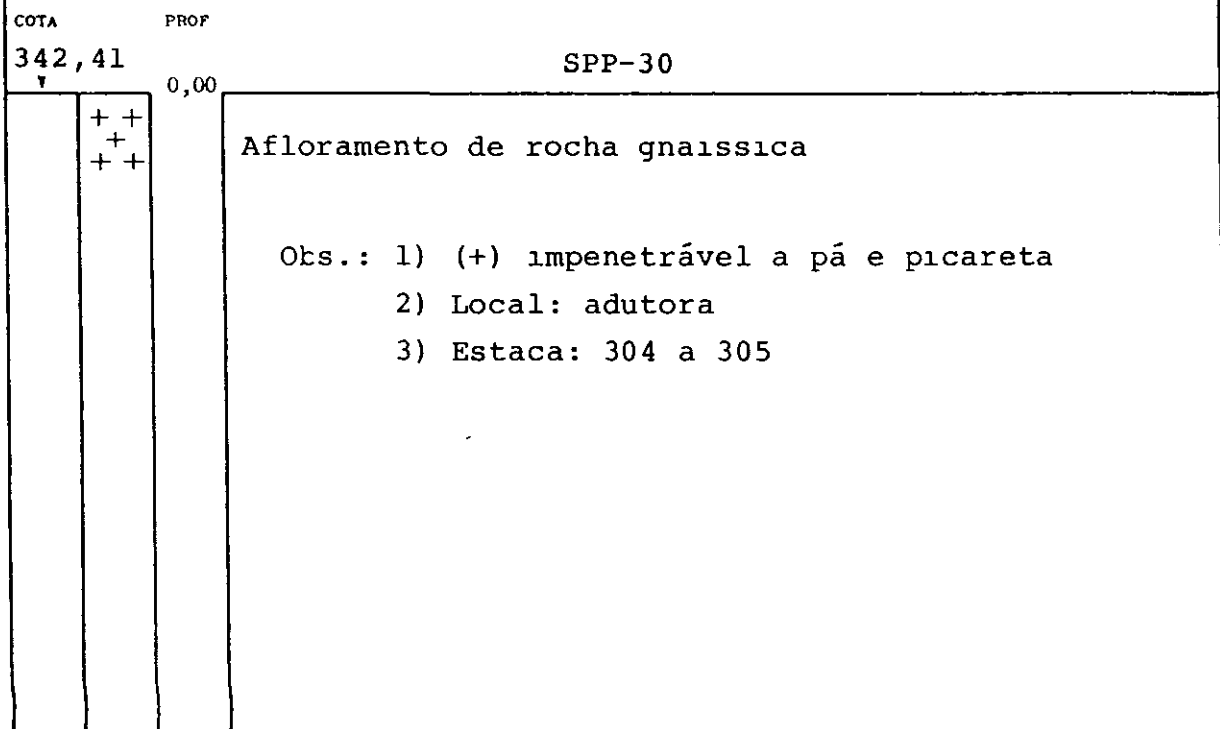 COTA PROF
342,41 SPP-30
0,00
+ +
+
+ +
Afloramento de rocha gnaissica
Obs.: 1) (+) impenetrável a pá e picareta
2) Local: adutora
3) Estaca: 304 a 305